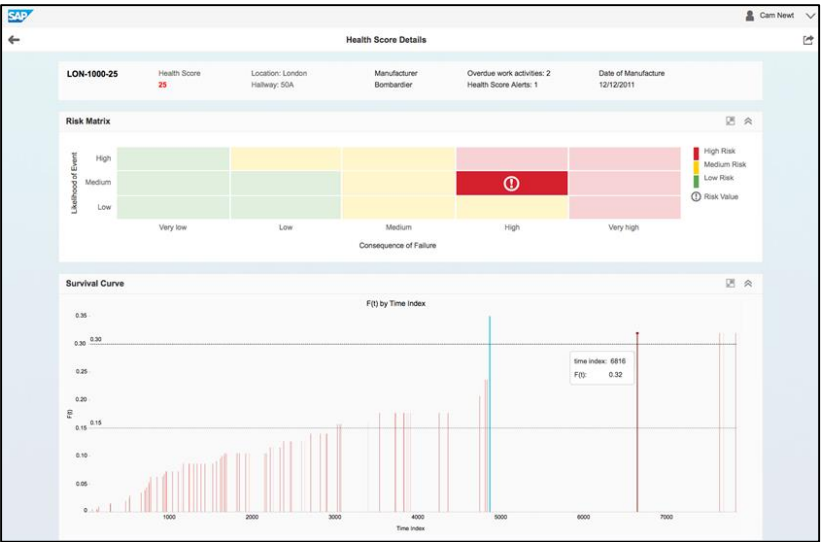 SAP
Cam Newt
Health Score Details
LON-1000-25
Health Score
25
Location: London
Hallway: 50A
Manufacturer
Bombardier
Overdue work activities: 2
Health Score Alerts: 1
Date of Manufacture
12/12/2011
Risk Matrix
Likelihood of Event
High
Medium
Low
Very low
Low
Medium
High
Very high
Consequence of Failure
High Risk
Medium Risk
Low Risk
Risk Value
Survival Curve
F(t) by Time Index
F(t)
0.35
0.30
0.30
0.25
0.20
0.15
0.15
0.10
0.05
0
time index: 6816
F(t): 0.32
1000
2000
3000
4000
5000
6000
7000
Time Index